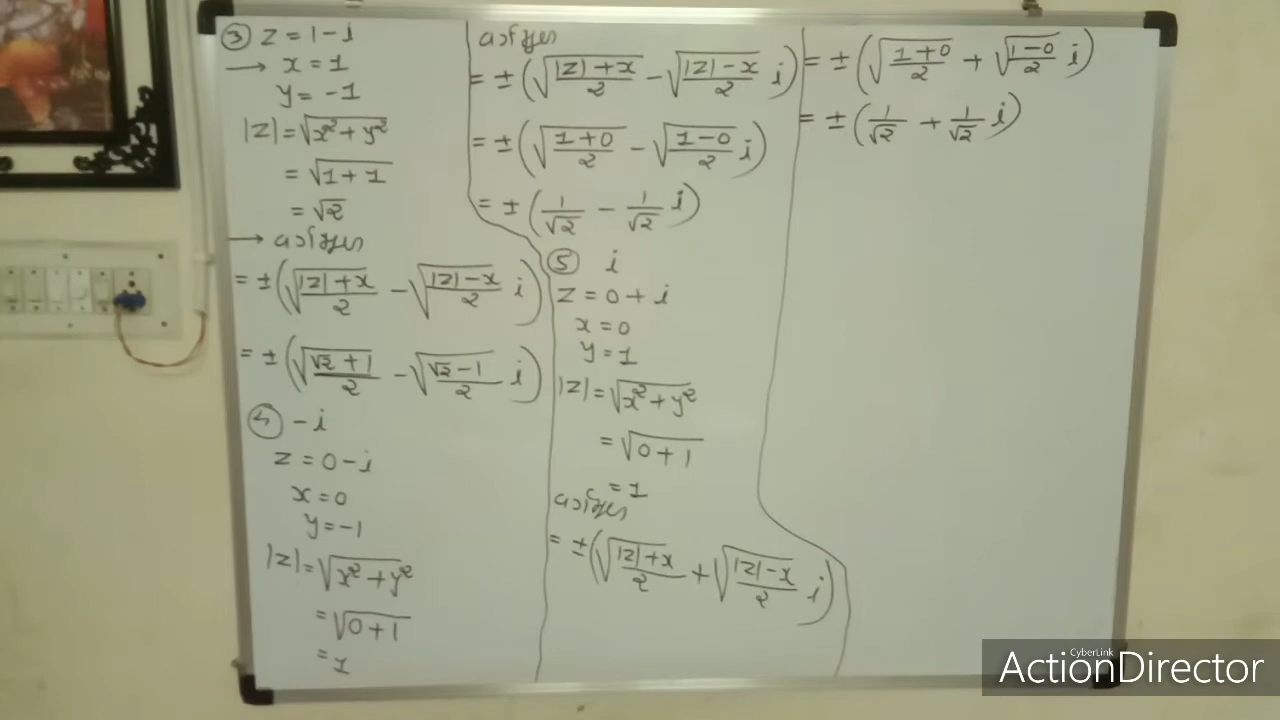 ③ z = 1 - i
→ x = 1
y = -1
|z| = √(x² + y²)
= √(1 + 1)
= √2
→
= ± (√((|z| + x)/2) - √((|z| - x)/2) i)
= ± (√((√2 + 1)/2) - √((√2 - 1)/2) i)
④ -i
z = 0 - i
x = 0
y = -1
|z| = √(x² + y²)
= √(0 + 1)
= 1
= ± (√((|z| + x)/2) - √((|z| - x)/2) i)
= ± (√((1 + 0)/2) - √((1 - 0)/2) i)
= ± (1/√2 - 1/√2 i)
⑤ i
z = 0 + i
x = 0
y = 1
|z| = √(x² + y²)
= √(0 + 1)
= 1
= ± (√((|z| + x)/2) + √((|z| - x)/2) i)
= ± (√((1 + 0)/2) + √((1 - 0)/2) i)
= ± (1/√2 + 1/√2 i)
CyberLink
ActionDirector